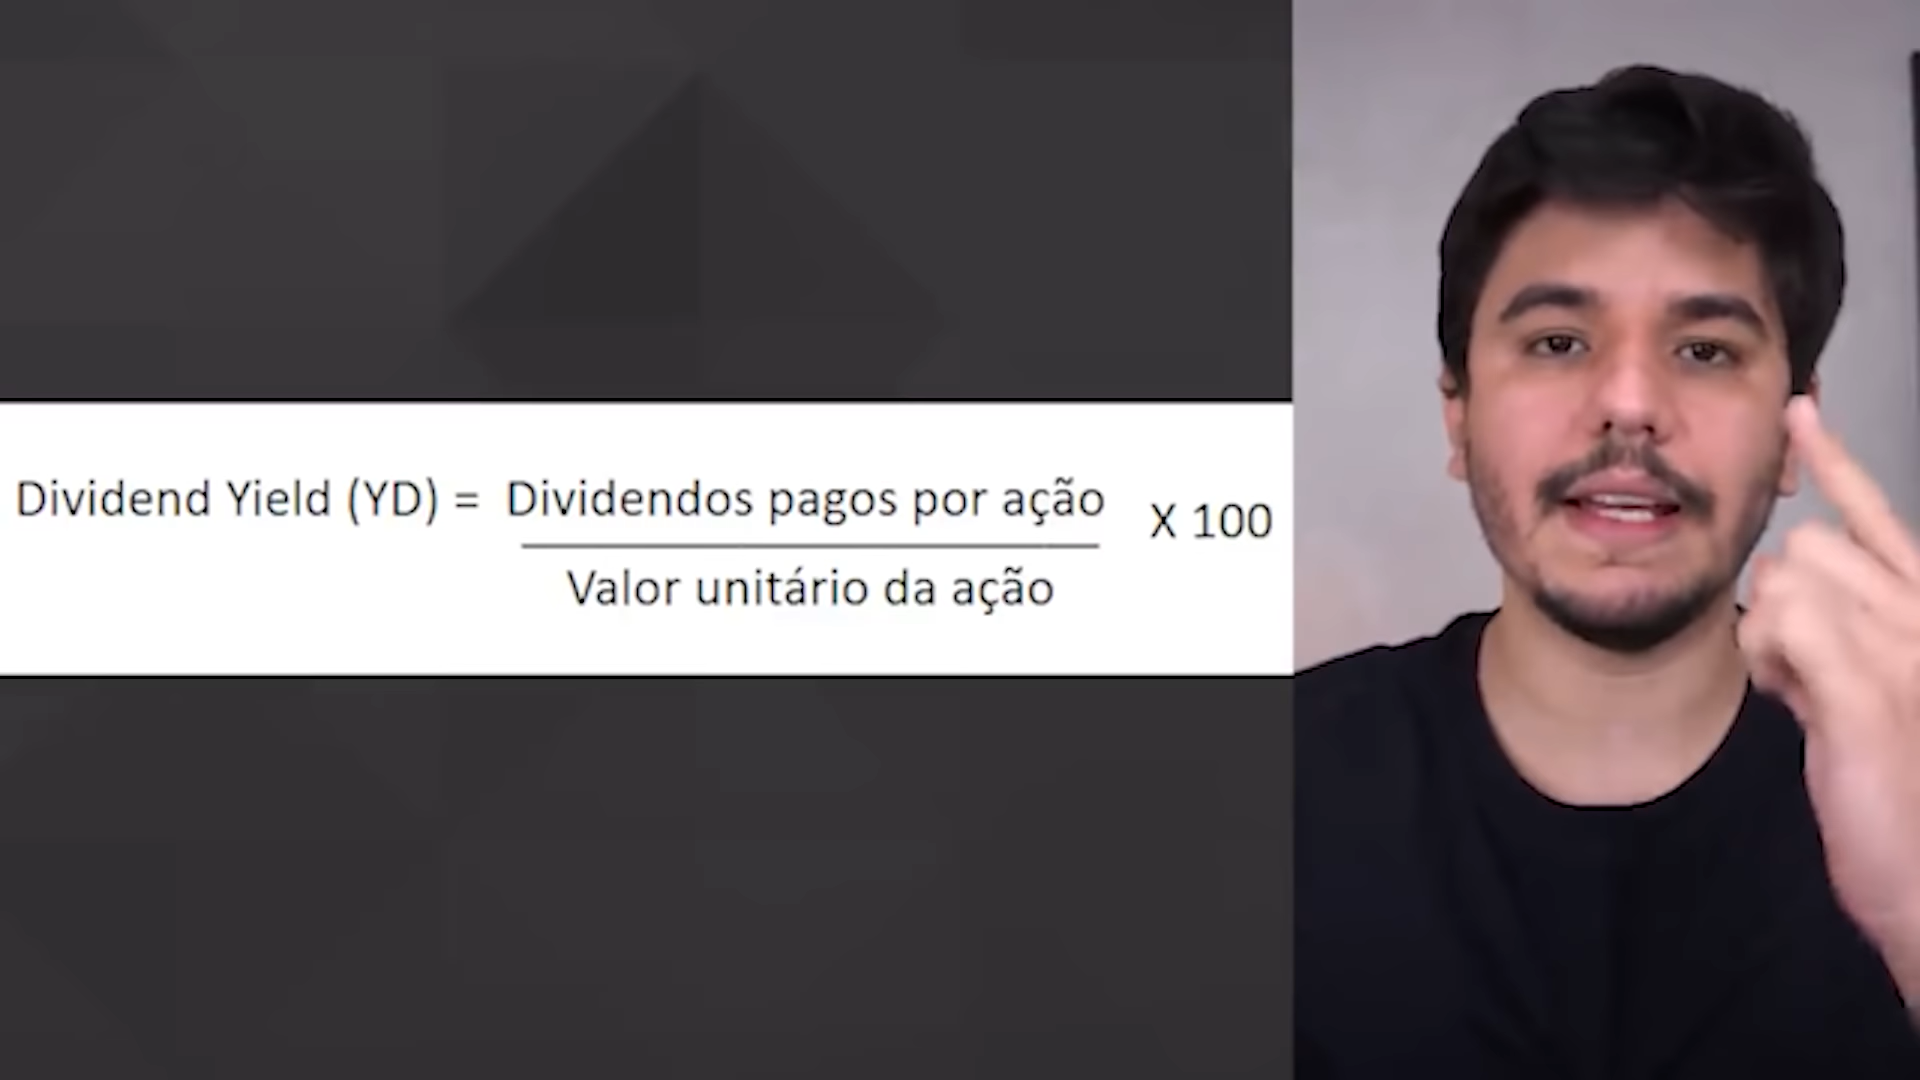 Dividend Yield (YD) = Dividendos pagos por ação X 100
Valor unitário da ação